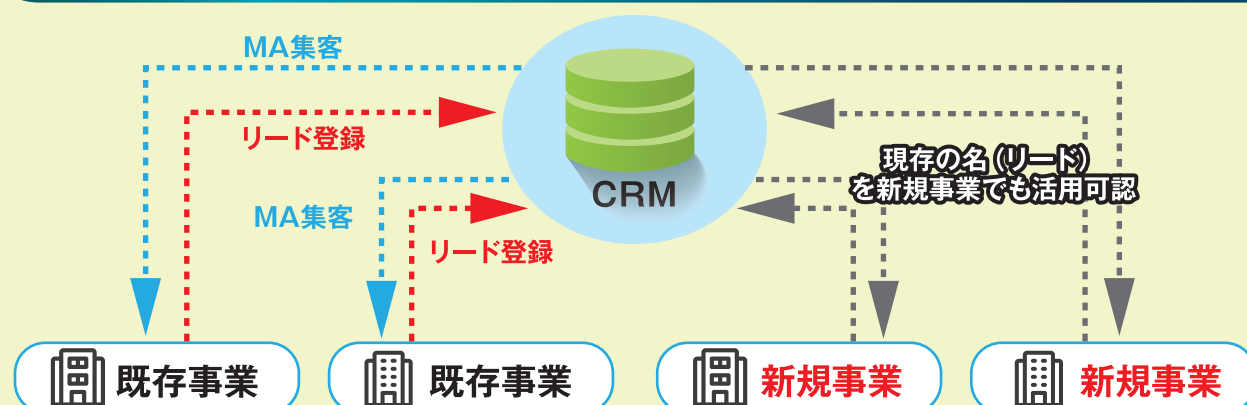 MA集客
リード登録
現存の名（リード）
を新規事業でも活用可認
CRM
MA集客
リード登録
既存事業
既存事業
新規事業
新規事業